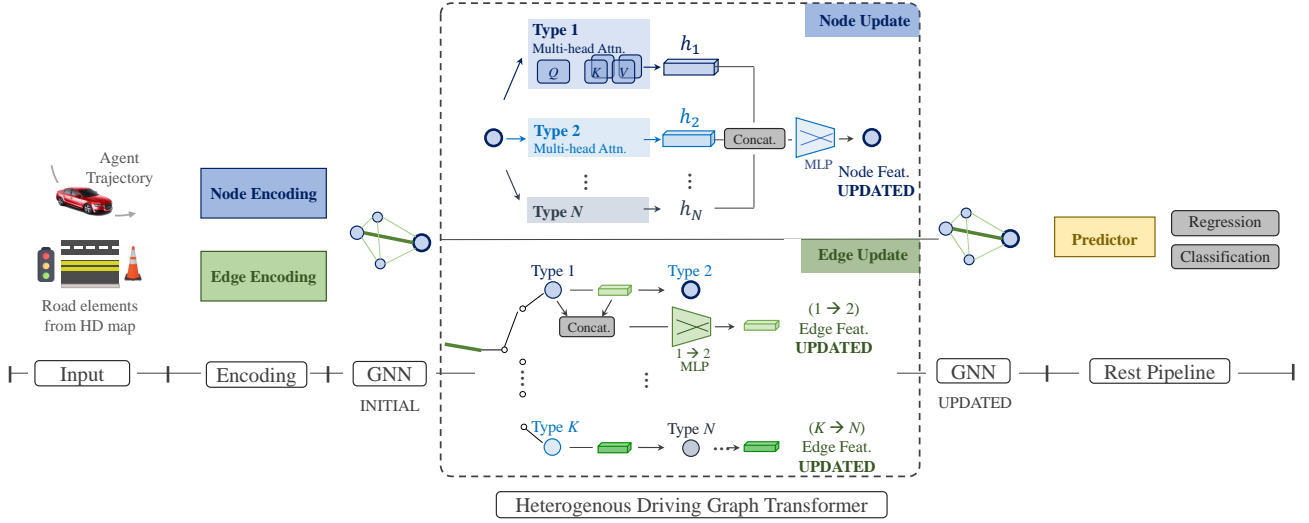 Agent
Trajectory
Road elements
from HD map
Node Encoding
Edge Encoding
Node Update
Type 1
Multi-head Attn.
Q K V
h₁
Type 2
Multi-head Attn.
h₂
Concat.
MLP
Node Feat.
UPDATED
Type N
h_N
Edge Update
Type 1
Type 2
Concat.
1 → 2
MLP
(1 → 2)
Edge Feat.
UPDATED
Type K
Type N
(K → N)
Edge Feat.
UPDATED
Predictor
Regression
Classification
Input
Encoding
GNN
INITIAL
GNN
UPDATED
Rest Pipeline
Heterogenous Driving Graph Transformer